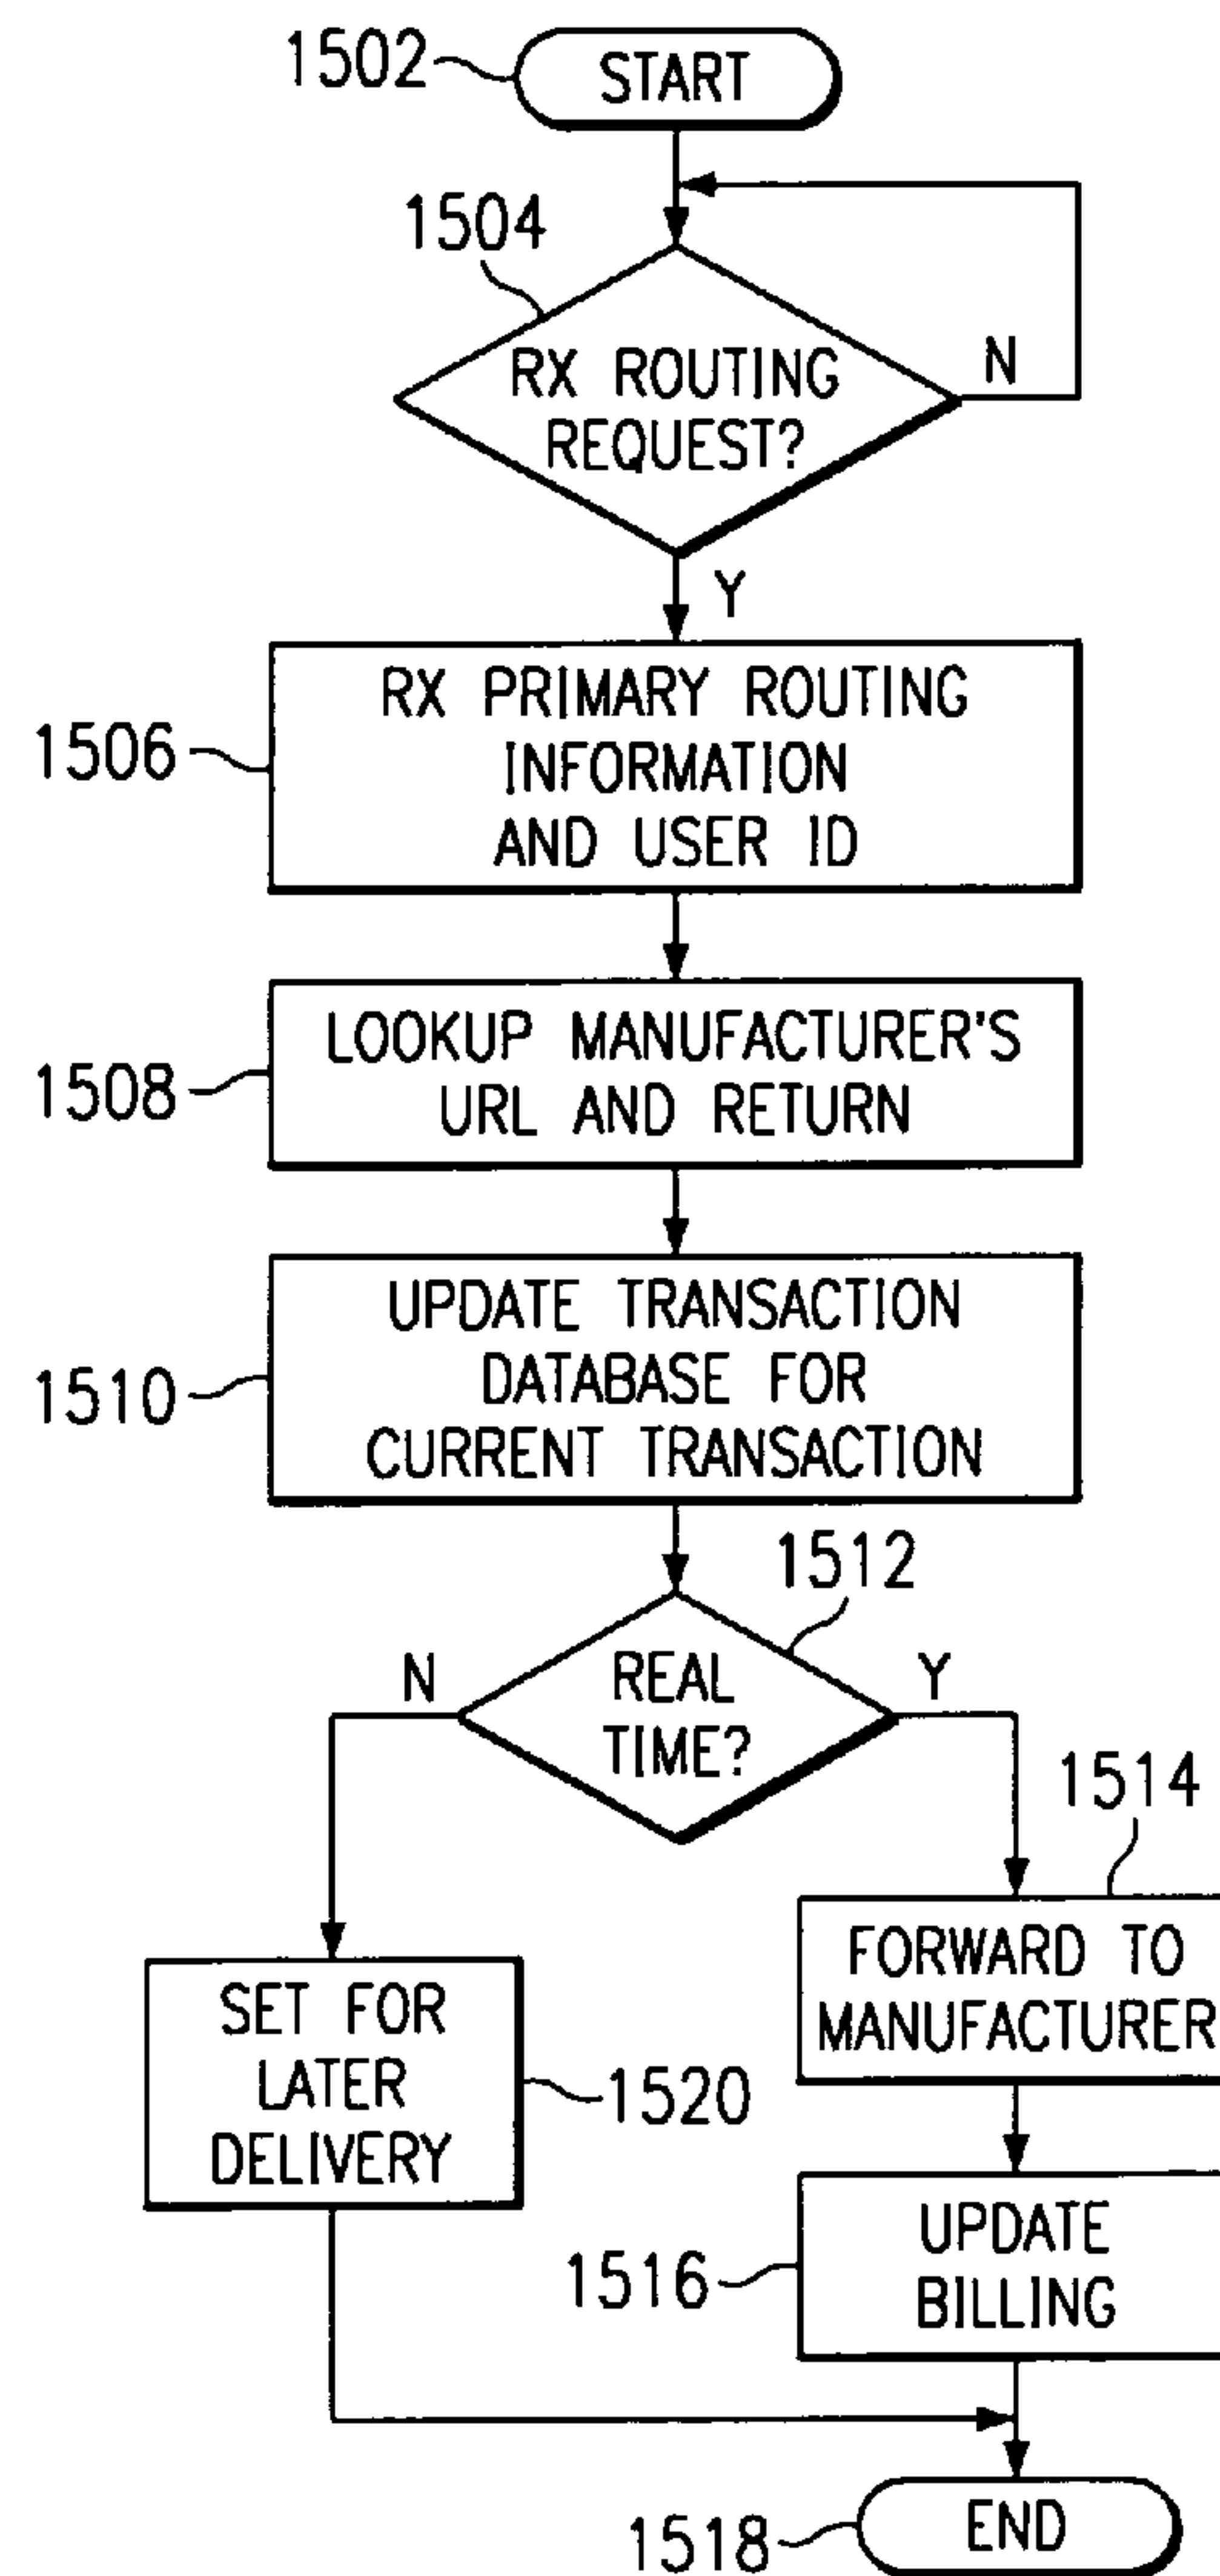 1502
START
1504
RX ROUTING
REQUEST?
N
Y
1506
RX PRIMARY ROUTING
INFORMATION
AND USER ID
1508
LOOKUP MANUFACTURER'S
URL AND RETURN
1510
UPDATE TRANSACTION
DATABASE FOR
CURRENT TRANSACTION
1512
N
REAL
TIME?
Y
1514
FORWARD TO
MANUFACTURER
SET FOR
LATER
DELIVERY
1520
1516
UPDATE
BILLING
1518
END